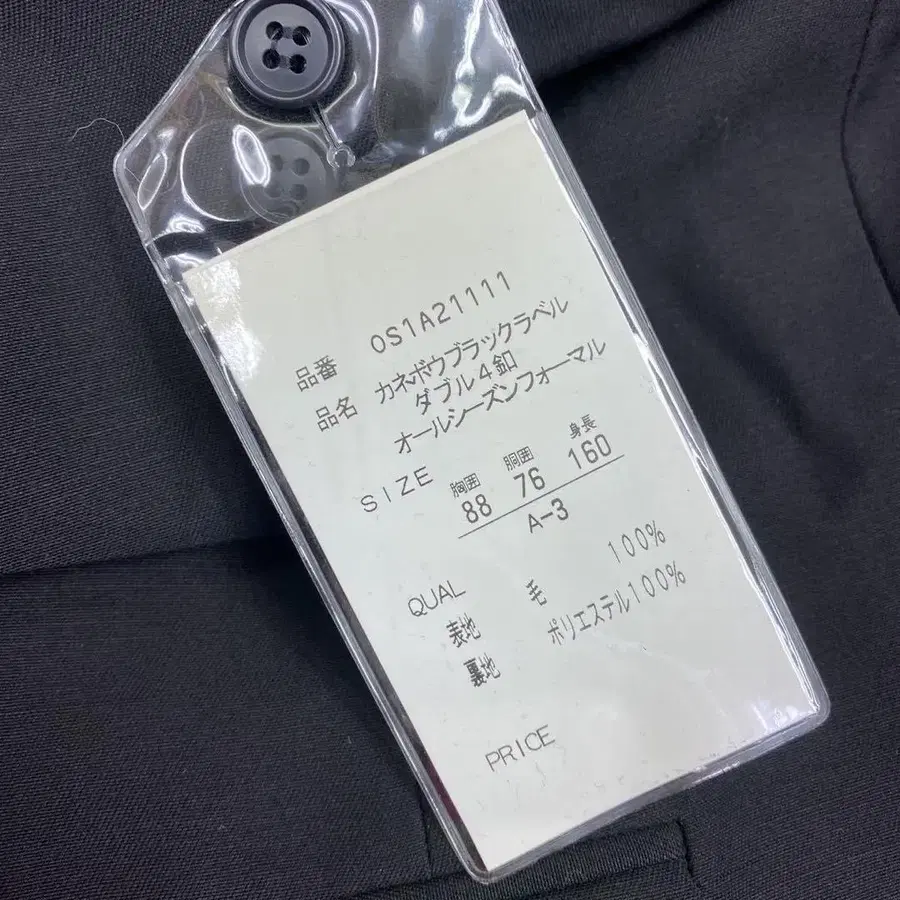 品番 OS1A21111
品名 カネボウブラックラベル
ダブル4釦
オールシーズンフォーマル
SIZE 胸囲 胴囲 身長
88 76 160
A-3
QUAL
表地 毛 100%
裏地 ポリエステル100%
PRICE